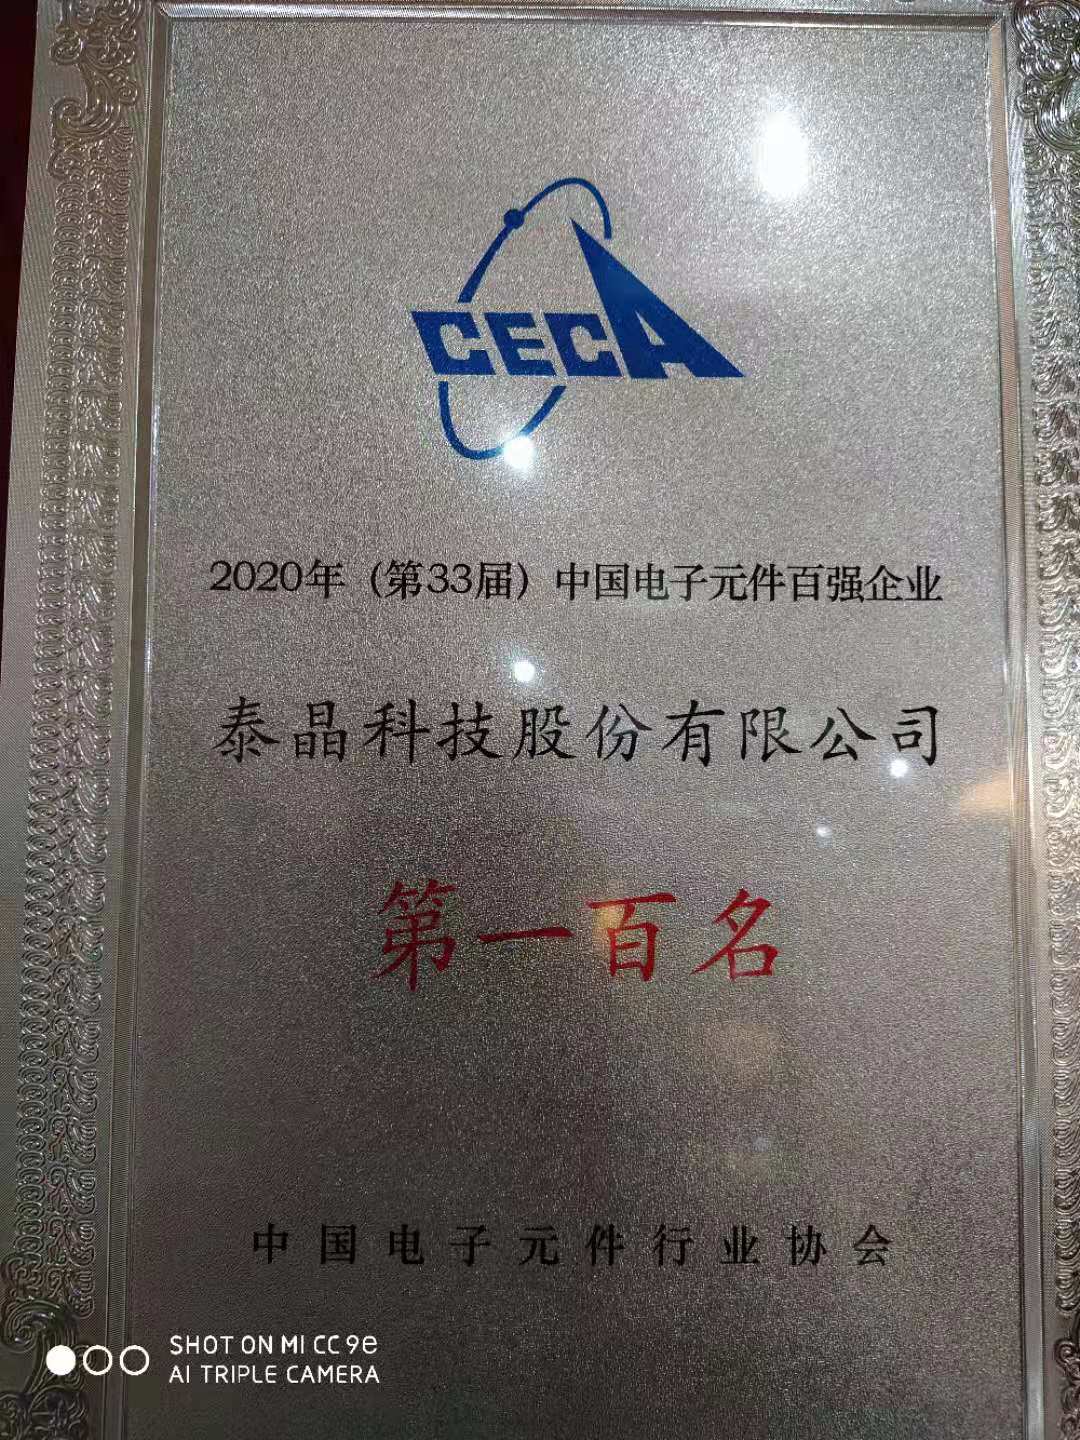 CECA
2020年（第33届）中国电子元件百强企业
泰晶科技股份有限公司
第一百名
中国电子元件行业协会
SHOT ON MI CC 9e
AI TRIPLE CAMERA